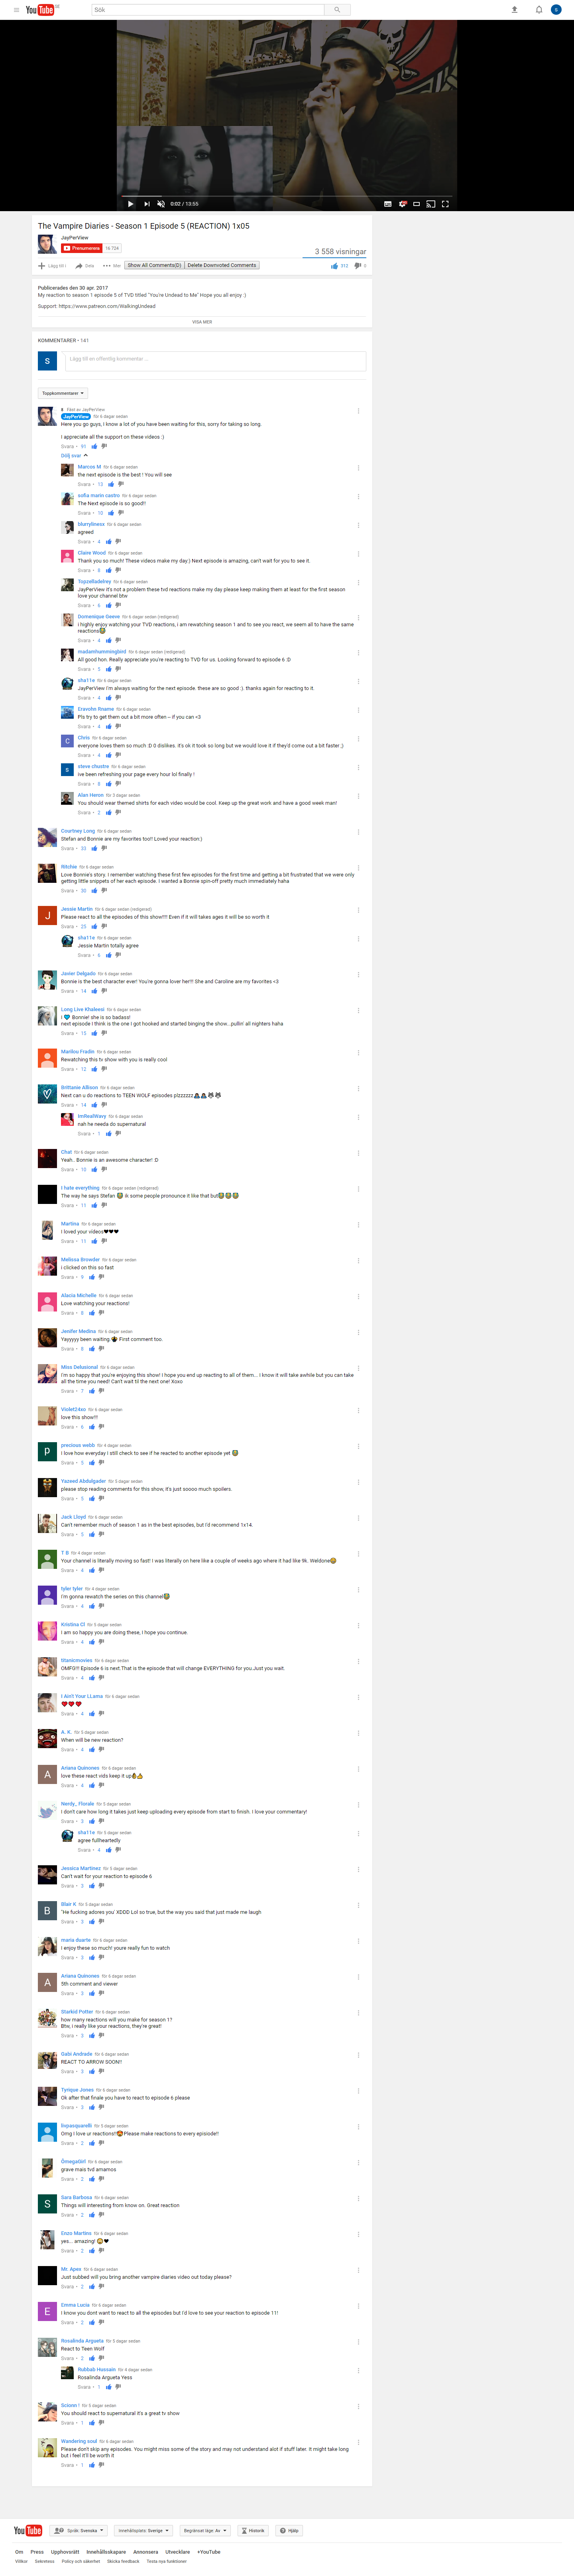 YouTube SE
Sök
0:02 / 13:55
The Vampire Diaries - Season 1 Episode 5 (REACTION) 1x05
JayPerView
Prenumerera 16 724
3 558 visningar
Lägg till i Dela Mer Show All Comments(0) Delete Downvoted Comments 312 0
Publicerades den 30 apr. 2017
My reaction to season 1 episode 5 of TVD titled "You're Undead to Me" Hope you all enjoy :)
Support: https://www.patreon.com/WalkingUndead
VISA MER
KOMMENTARER • 141
S
Lägg till en offentlig kommentar...
Toppkommentarer
Fäst av JayPerView
JayPerView för 6 dagar sedan
Here you go guys, I know a lot of you have been waiting for this, sorry for taking so long.
I appreciate all the support on these videos :)
Svara • 91
Dölj svar
Marcos M för 6 dagar sedan
the next episode is the best ! You will see
Svara • 13
sofia marin castro för 6 dagar sedan
The Next episode is so good!!
Svara • 10
blurrylinesx för 6 dagar sedan
agreed
Svara • 4
Claire Wood för 6 dagar sedan
Thank you so much! These videos make my day:) Next episode is amazing, can't wait for you to see it.
Svara • 8
Topzelladelrey för 6 dagar sedan
JayPerView it's not a problem these tvd reactions make my day please keep making them at least for the first season
love your channel btw
Svara • 6
Domenique Geeve för 6 dagar sedan (redigerad)
i highly enjoy watching your TVD reactions, i am rewatching season 1 and to see you react, we seem all to have the same
reactions😂
Svara • 4
madamhummingbird för 6 dagar sedan (redigerad)
All good hon. Really appreciate you're reacting to TVD for us. Looking forward to episode 6 :D
Svara • 5
sha11e för 6 dagar sedan
JayPerView i'm always waiting for the next episode. these are so good :). thanks again for reacting to it.
Svara • 4
Eravohn Rname för 6 dagar sedan
Pls try to get them out a bit more often – if you can <3
Svara • 4
C
Chris för 6 dagar sedan
everyone loves them so much :D 0 dislikes. it's ok it took so long but we would love it if they'd come out a bit faster ;)
Svara • 4
s
steve chustre för 6 dagar sedan
ive been refreshing your page every hour lol finally !
Svara • 8
Alan Heron för 3 dagar sedan
You should wear themed shirts for each video would be cool. Keep up the great work and have a good week man!
Svara • 2
Courtney Long för 6 dagar sedan
Stefan and Bonnie are my favorites too!! Loved your reaction:)
Svara • 33
Ritchie för 6 dagar sedan
Love Bonnie's story. I remember watching these first few episodes for the first time and getting a bit frustrated that we were only
getting little snippets of her each episode. I wanted a Bonnie spin-off pretty much immediately haha
Svara • 30
J
Jessie Martin för 6 dagar sedan (redigerad)
Please react to all the episodes of this show!!!! Even if it will takes ages it will be so worth it
Svara • 23
sha11e för 6 dagar sedan
Jessie Martin totally agree
Svara • 6
Javier Delgado för 6 dagar sedan
Bonnie is the best character ever! You're gonna lover her!!! She and Caroline are my favorites <3
Svara • 14
Long Live Khaleesi för 6 dagar sedan
I 💙 Bonnie! she is so badass!
next episode I think is the one i got hooked and started binging the show...pullin' all nighters haha
Svara • 15
Marilou Fradin för 6 dagar sedan
Rewatching this tv show with you is really cool
Svara • 12
Brittanie Allison för 6 dagar sedan
Next can u do reactions to TEEN WOLF episodes plzzzzzz
Svara • 14
ImRealWavy för 6 dagar sedan
nah he needa do supernatural
Svara • 1
Chat för 6 dagar sedan
Yeah.. Bonnie is an awesome character! :D
Svara • 10
I hate everything för 6 dagar sedan (redigerad)
The way he says Stefan 😂 ik some people pronounce it like that but😂😂😂
Svara • 11
Martina för 6 dagar sedan
I loved your videos❤❤❤
Svara • 11
Melissa Browder för 6 dagar sedan
i clicked on this so fast
Svara • 9
Alacia Michelle för 6 dagar sedan
Love watching your reactions!
Svara • 8
Jenifer Medina för 6 dagar sedan
Yayyyyy been waiting First comment too.
Svara • 8
Miss Delusional för 6 dagar sedan
i'm so happy that you're enjoying this show! I hope you end up reacting to all of them... I know it will take awhile but you can take
all the time you need! Can't wait til the next one! Xoxo
Svara • 7
Violet24xo för 6 dagar sedan
love this show!!!
Svara • 6
p
precious webb för 4 dagar sedan
i love how everyday i still check to see if he reacted to another episode yet 😂
Svara • 5
Yazeed Abdulgader för 5 dagar sedan
please stop reading comments for this show, it's just soooo much spoilers.
Svara • 5
Jack Lloyd för 6 dagar sedan
Can't remember much of season 1 as in the best episodes, but I'd recommend 1x14.
Svara • 5
T B för 4 dagar sedan
Your channel is literally moving so fast! I was literally on here like a couple of weeks ago where it had like 9k. Weldone
Svara • 4
tyler tyler för 4 dagar sedan
I'm gonna rewatch the series on this channel
Svara • 4
Kristina Cl för 5 dagar sedan
I am so happy you are doing these, I hope you continue.
Svara • 4
titanicmovies för 6 dagar sedan
OMFG!!! Episode 6 is next.That is the episode that will change EVERYTHING for you.Just you wait.
Svara • 4
I Ain't Your LLama för 6 dagar sedan
❤❤❤
Svara • 4
A. K. för 5 dagar sedan
When will be new reaction?
Svara • 4
A
Ariana Quinones för 6 dagar sedan
love these react vids keep it up
Svara • 4
Nerdy_ Florale för 5 dagar sedan
I don't care how long it takes just keep uploading every episode from start to finish. I love your commentary!
Svara • 3
sha11e för 5 dagar sedan
agree fullheartedly
Svara • 4
Jessica Martinez för 5 dagar sedan
Can't wait for your reaction to episode 6
Svara • 3
B
Blair K för 5 dagar sedan
"He fucking adores you' XDDD Lol so true, but the way you said that just made me laugh
Svara • 3
maria duarte för 6 dagar sedan
I enjoy these so much! youre really fun to watch
Svara • 3
A
Ariana Quinones för 6 dagar sedan
5th comment and viewer
Svara • 3
Starkid Potter för 6 dagar sedan
how many reactions will you make for season 1?
Btw, i really like your reactions, they're great!
Svara • 3
Gabi Andrade för 6 dagar sedan
REACT TO ARROW SOON!!
Svara • 3
Tynique Jones för 6 dagar sedan
Ok after that finale you have to react to episode 6 please
Svara • 3
livpasquarelli för 5 dagar sedan
Omg I love ur reactions!!😍Please make reactions to every episode!!
Svara • 2
ÔmegaGirl för 6 dagar sedan
grave mais tvd amamos
Svara • 2
S
Sara Barbosa för 6 dagar sedan
Things will interesting from know on. Great reaction
Svara • 2
Enzo Martins för 6 dagar sedan
yes... amazing! ❤
Svara • 2
Mr. Apex för 6 dagar sedan
Just subbed will you bring another vampire diaries video out today please?
Svara • 2
E
Emma Lucia för 6 dagar sedan
I know you dont want to react to all the episodes but I'd love to see your reaction to episode 11!
Svara • 2
Rosalinda Argueta för 5 dagar sedan
React to Teen Wolf
Svara • 2
Rubbab Hussain för 4 dagar sedan
Rosalinda Argueta Yess
Svara • 1
Scionn ! för 5 dagar sedan
You should react to supernatural it's a great tv show
Svara • 1
Wandering soul för 6 dagar sedan
Please don't skip any episodes. You might miss some of the story and may not understand alot if stuff later. It might take long
but i feel it'll be worth it
Svara • 1
YouTube Språk: Svenska Innehållsplats: Sverige Begränsat läge: Av Historik Hjälp
Om Press Upphovsrätt Innehållsskapare Annonsera Utvecklare +YouTube
Villkor Sekretess Policy och säkerhet Skicka feedback Testa nya funktioner